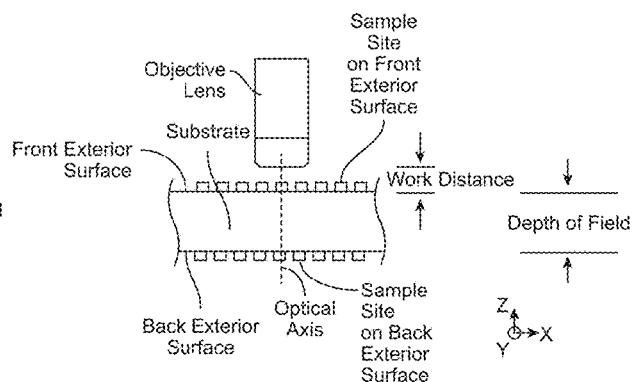 Sample
Site
on Front
Exterior
Surface
Objective
Lens
Substrate
Front Exterior
Surface
Work Distance
Depth of Field
Back Exterior
Surface
Optical
Axis
Sample
Site
on Back
Exterior
Surface
Z
Y
X